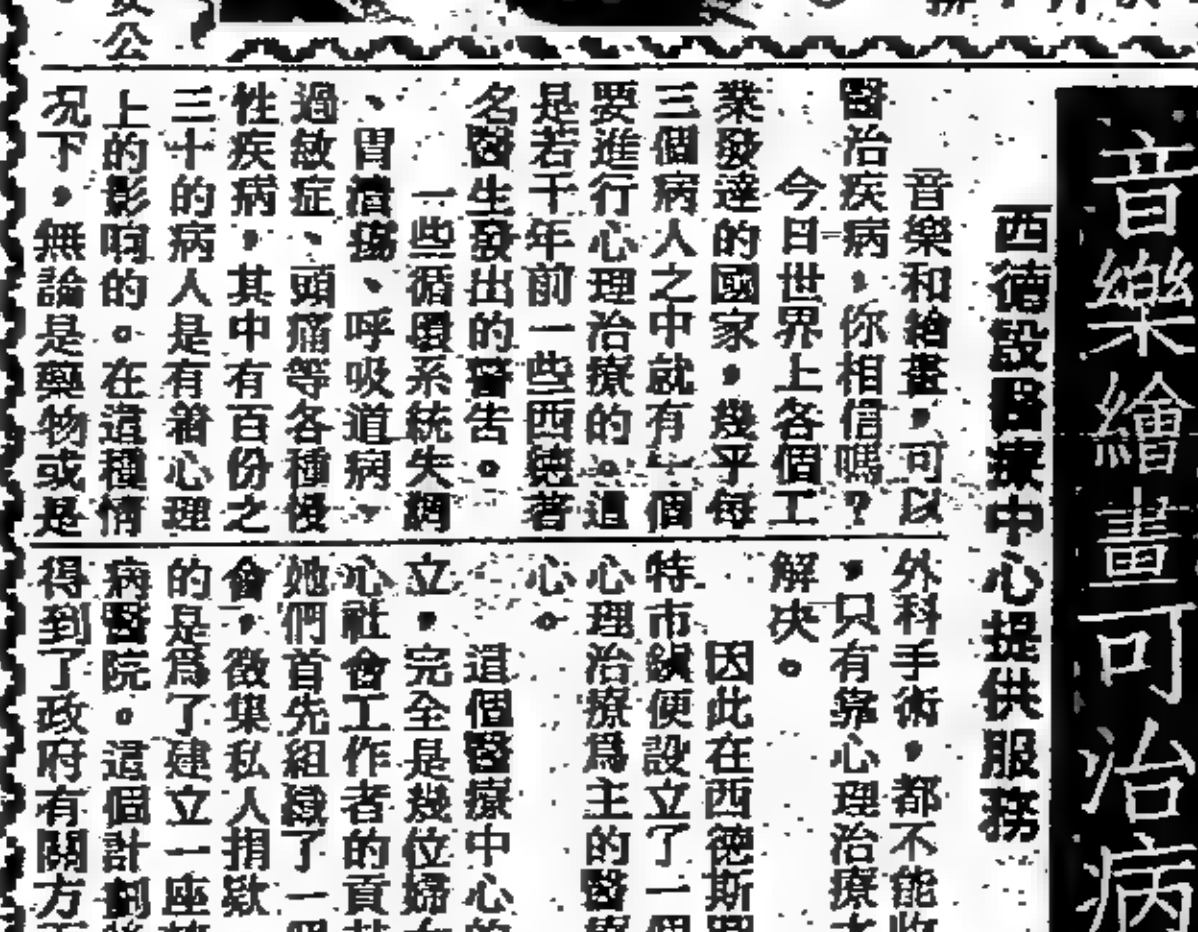 音樂繪畫可治病
西德設醫療中心提供服務
音樂和繪畫，可以
醫治疾病，你相信嗎？
今日世界上各個工
業發達的國家，幾乎每
三個病人之中就有一個
要進行心理治療的。這
是若干年前一些西德著
名醫生發出的警告。
一些循環系統失調
、胃潰瘍、呼吸道病、
過敏症、頭痛等各種慢
性疾病，其中有百份之
三十的病人是有着心理
上的影响的。在這種情
况下，無論是藥物或是
外科手術，都不能收
，只有靠心理治療才
解决。
因此在西德斯
特市鎮便設立了一個
心理治療爲主的醫療
心。
這個醫療中心的
立，完全是幾位婦女
心社會工作者的貢
她們首先組織了一個
會，徵集私人捐欵
的是爲了建立一座
病醫院。這個計劃
得到了政府有關方
安公